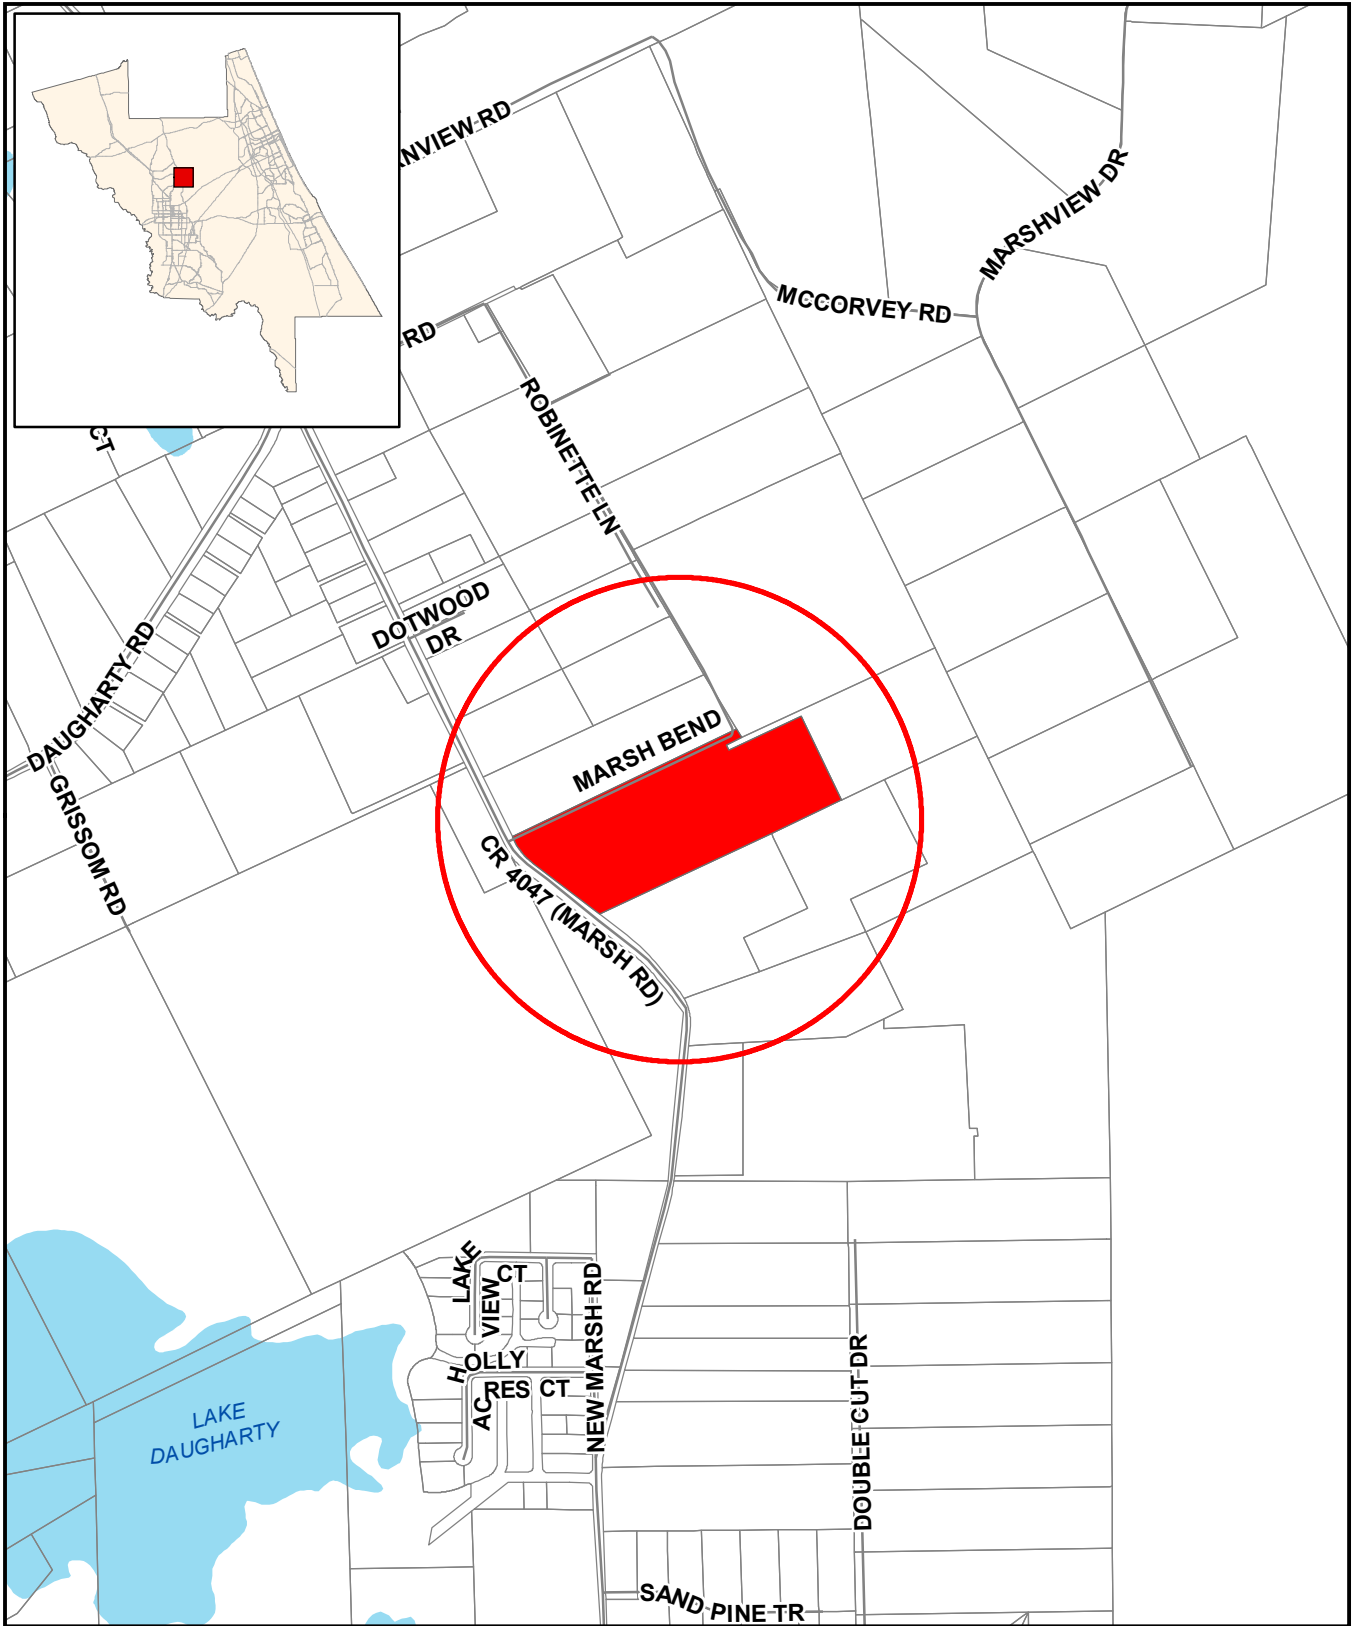 NVIEW RD
MARSHVIEW DR
MCCORVEY RD
RD
ROBINETTE LN
CT
DOTWOOD
DR
DAUGHARTY RD
MARSH BEND
GRISSOM RD
CR 4047 (MARSH RD)
LAKE
VIEW
CT
NEW MARSH RD
HOLLY
ACRES CT
DOUBLE CUT DR
LAKE
DAUGHARTY
SAND PINE TR